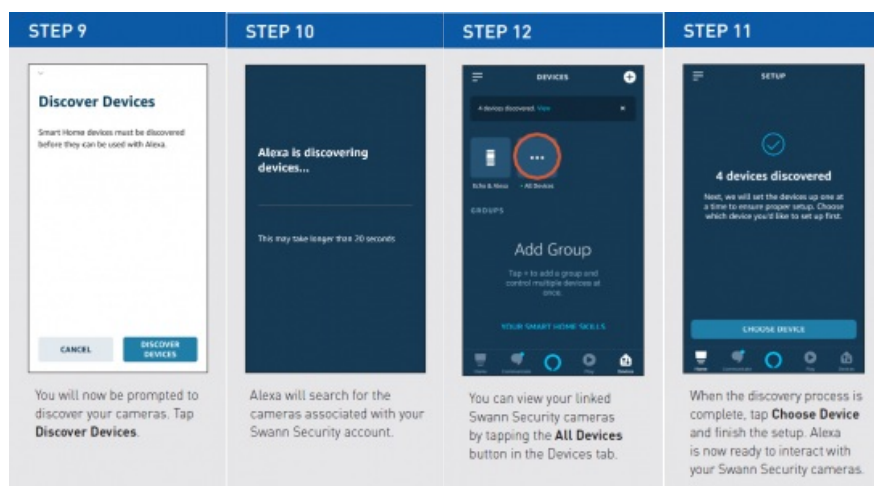 STEP 9
Discover Devices
Smart Home devices must be discovered
before they can be used with Alexa.
CANCEL
DISCOVER
DEVICES
You will now be prompted to
discover your cameras. Tap
Discover Devices.
STEP 10
Alexa is discovering
devices...
This may take longer than 20 seconds
Alexa will search for the
cameras associated with your
Swann Security account.
STEP 12
DEVICES
4 devices discovered. View
Echo & Alexa
All Devices
GROUPS
Add Group
Tap + to add a group and
control multiple devices at
once.
YOUR SMART HOME SKILLS
Home
Communicate
Play
Devices
You can view your linked
Swann Security cameras
by tapping the All Devices
button in the Devices tab.
STEP 11
SETUP
4 devices discovered
Next, we will set the devices up one at
a time to ensure proper setup. Choose
which device you'd like to set up first.
CHOOSE DEVICE
Home
Communicate
Play
Devices
When the discovery process is
complete, tap Choose Device
and finish the setup. Alexa
is now ready to interact with
your Swann Security cameras.